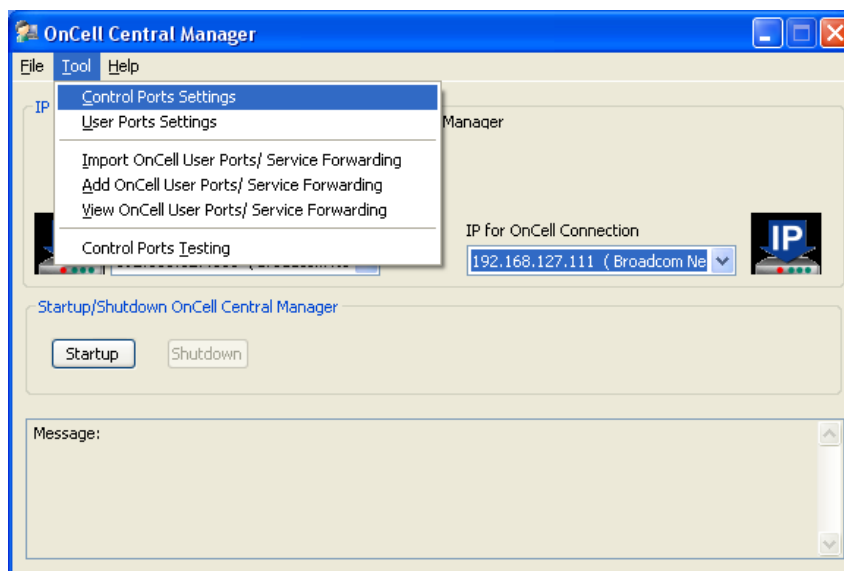 OnCell Central Manager
File Tool Help
Control Ports Settings
User Ports Settings
Import OnCell User Ports/ Service Forwarding
Add OnCell User Ports/ Service Forwarding
View OnCell User Ports/ Service Forwarding
Control Ports Testing
IP
Manager
IP for OnCell Connection
IP
192.168.127.111 ( Broadcom Ne
Startup/Shutdown OnCell Central Manager
Startup Shutdown
Message: